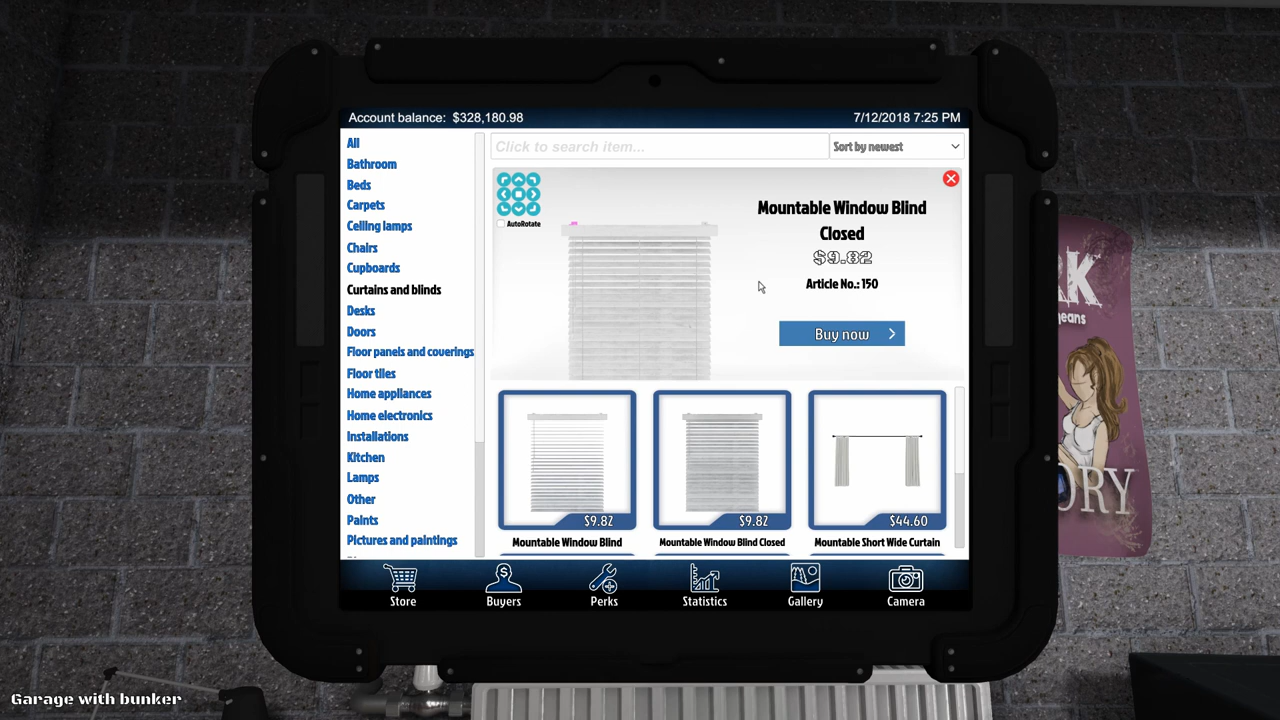 Account balance: $328,180.98
7/12/2018 7:25 PM
All
Bathroom
Beds
Carpets
Ceiling lamps
Chairs
Cupboards
Curtains and blinds
Desks
Doors
Floor panels and coverings
Floor tiles
Home appliances
Home electronics
Installations
Kitchen
Lamps
Other
Paints
Pictures and paintings
Click to search item...
Sort by newest
AutoRotate
Mountable Window Blind
Closed
$9.82
Article No.: 150
Buy now
$9.82
$9.82
$44.60
Mountable Window Blind
Mountable Window Blind Closed
Mountable Short Wide Curtain
Store
Buyers
Perks
Statistics
Gallery
Camera
Garage with bunker